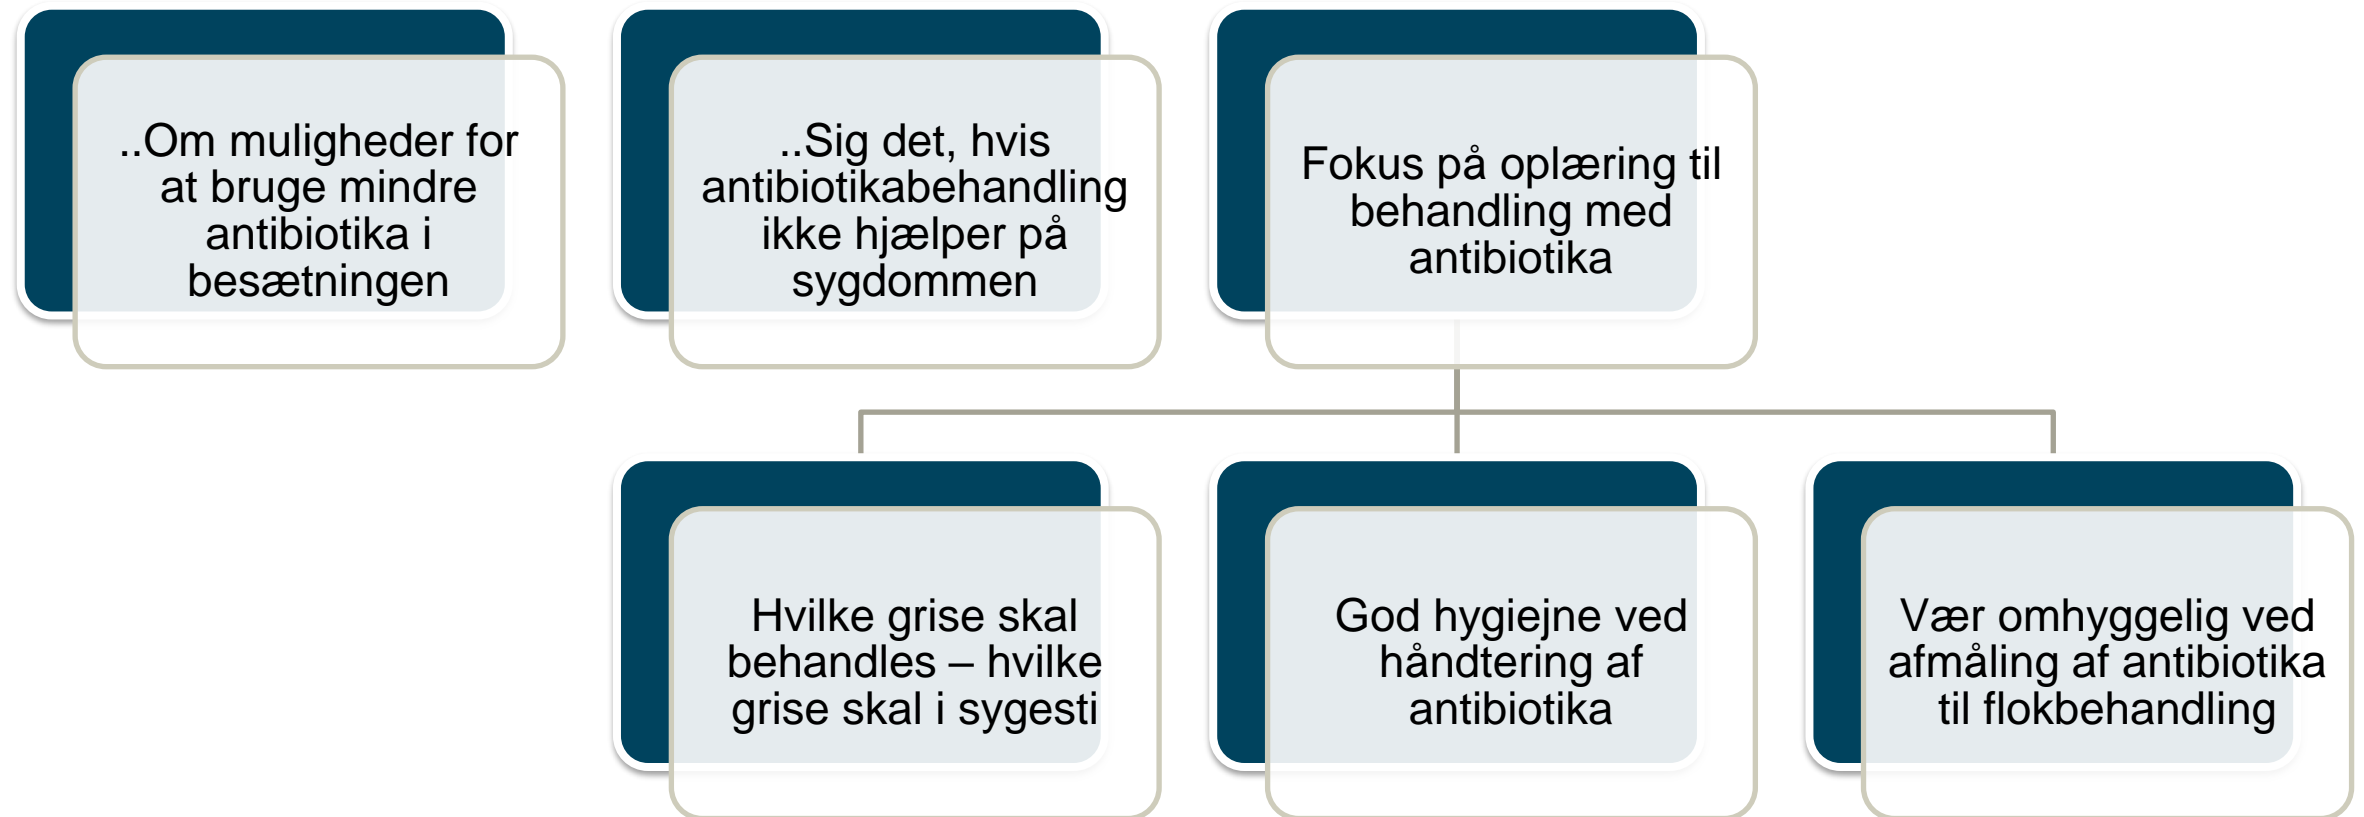 ..Om muligheder for
at bruge mindre
antibiotika i
besætningen
..Sig det, hvis
antibiotikabehandling
ikke hjælper på
sygdommen
Fokus på oplæring til
behandling med
antibiotika
Hvilke grise skal
behandles – hvilke
grise skal i sygesti
God hygiejne ved
håndtering af
antibiotika
Vær omhyggelig ved
afmåling af antibiotika
til flokbehandling